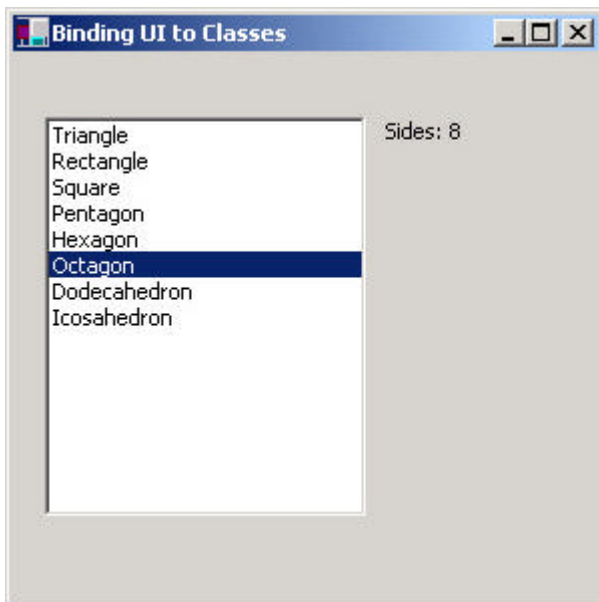 Binding UI to Classes
Triangle
Sides: 8
Rectangle
Square
Pentagon
Hexagon
Octagon
Dodecahedron
Icosahedron